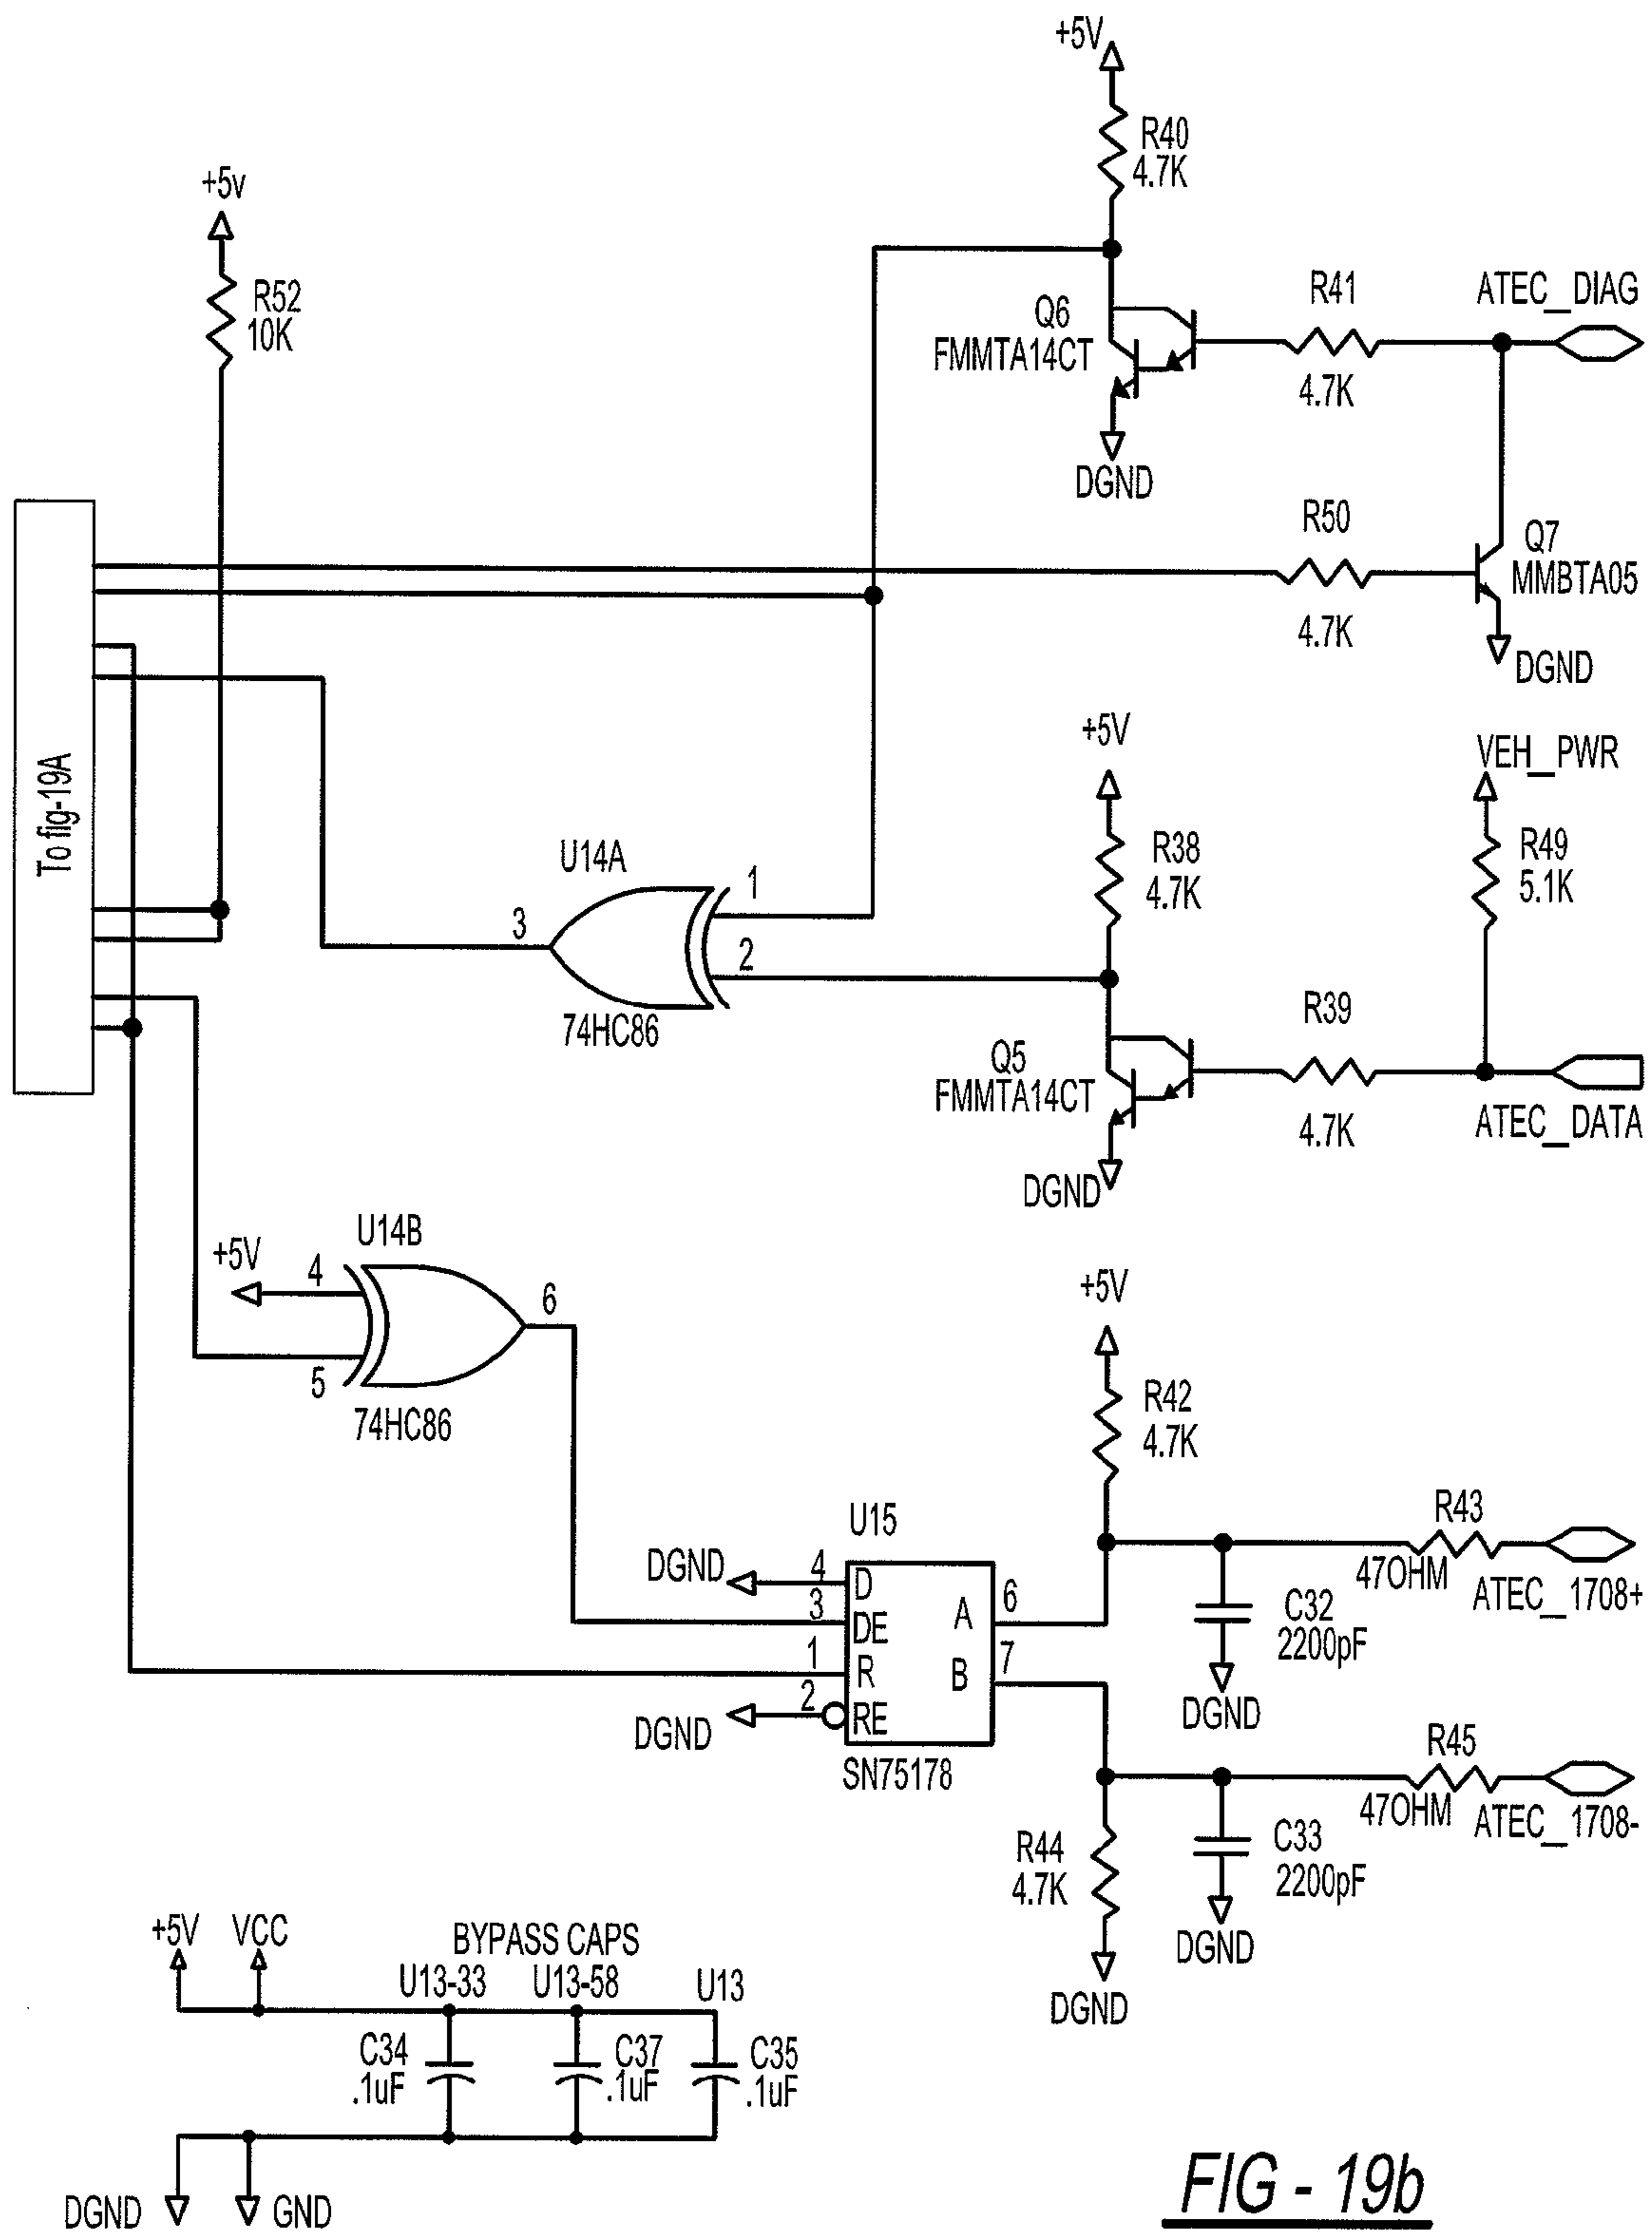 +5V
R40
4.7K
+5v
R52
10K
Q6
FMMTA14CT
R41
4.7K
ATEC_DIAG
DGND
R50
4.7K
Q7
MMBTA05
DGND
To fig-19A
+5V
VEH_PWR
R38
4.7K
R49
5.1K
U14A
1
2
3
74HC86
Q5
FMMTA14CT
R39
4.7K
ATEC_DATA
DGND
U14B
+5V
4
5
6
74HC86
+5V
R42
4.7K
U15
DGND
4
D
3
DE
1
R
2
RE
DGND
A
6
B
7
SN75178
R43
47OHM
ATEC_1708+
C32
2200pF
DGND
R45
47OHM
ATEC_1708-
R44
4.7K
C33
2200pF
DGND
DGND
+5V
VCC
BYPASS CAPS
U13-33
U13-58
U13
C34
.1uF
C37
.1uF
C35
.1uF
DGND
GND
FIG - 19b